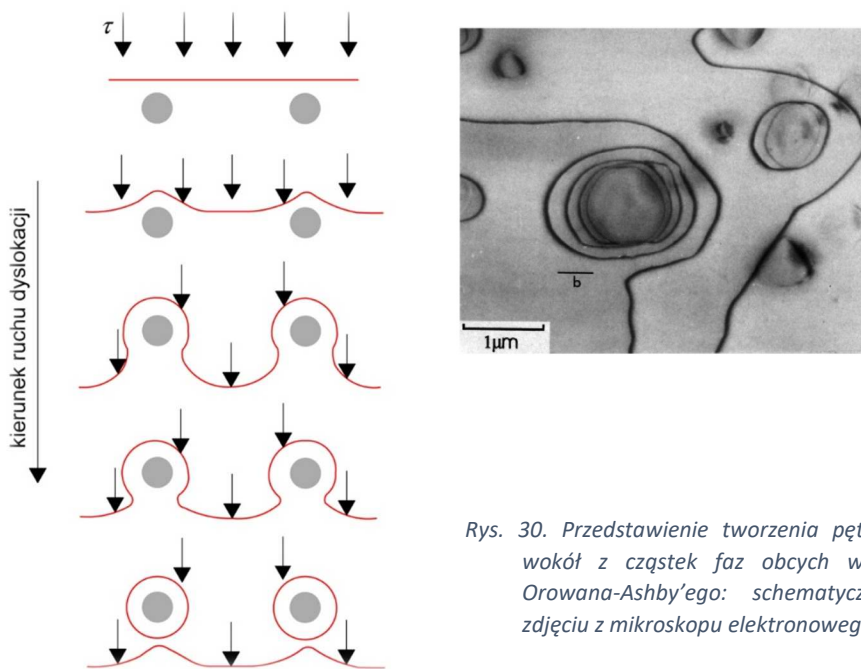 τ
kierunek ruchu dyslokacji
b
1μm
Rys. 30. Przedstawienie tworzenia pęt
wokół z cząstek faz obcych w
Orowana-Ashby’ego: schematycz
zdjęciu z mikroskopu elektronoweg